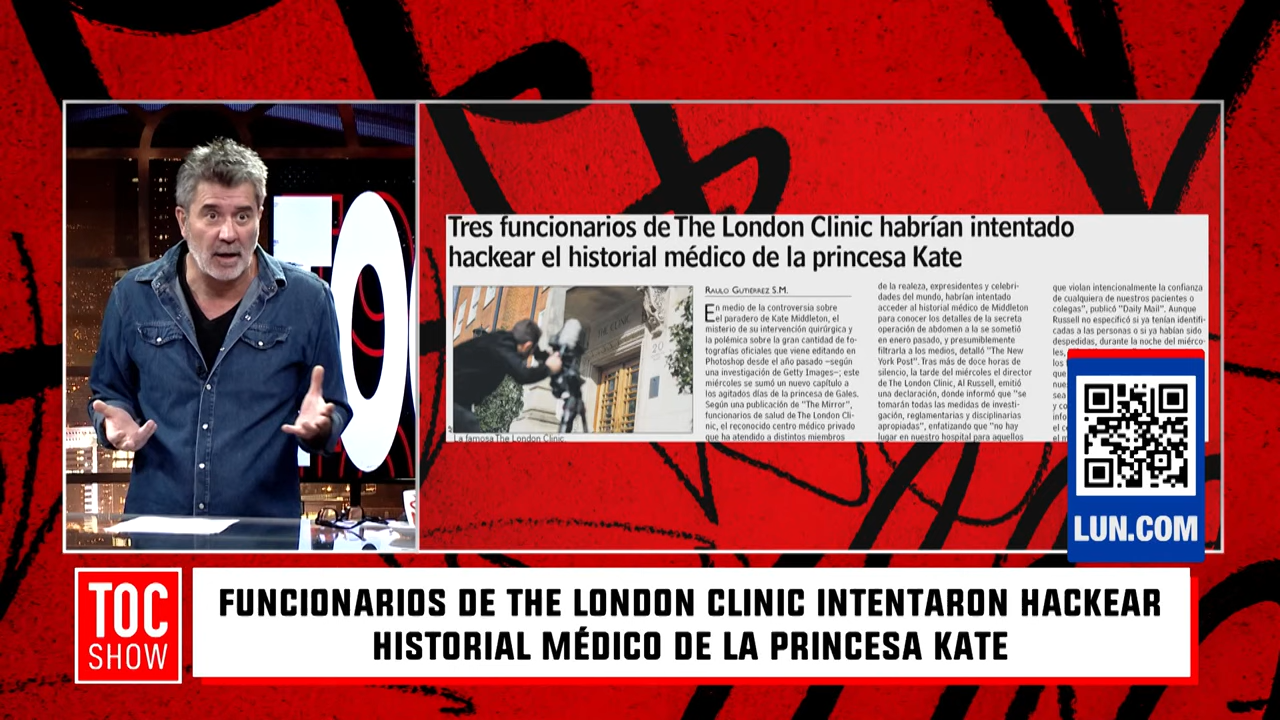 TO
Tres funcionarios de The London Clinic habrían intentado
hackear el historial médico de la princesa Kate
La famosa The London Clinic.
RAULO GUTIÉRREZ S.M.
En medio de la controversia sobre
el paradero de Kate Middleton, el
misterio de su intervención quirúrgica y
la polémica sobre la gran cantidad de fo-
tografías oficiales que viene editando en
Photoshop desde el año pasado –según
una investigación de Getty Images–; este
miércoles se sumó un nuevo capítulo a
los agitados días de la princesa de Gales.
Según una publicación de "The Mirror",
funcionarios de salud de The London Cli-
nic, el reconocido centro médico privado
que ha atendido a distintos miembros
de la realeza, expresidentes y celebri-
dades del mundo, habrían intentado
acceder al historial médico de Middleton
para conocer los detalles de la secreta
operación de abdomen a la se sometió
en enero pasado, y presumiblemente
filtrarla a los medios, detalló "The New
York Post". Tras más de doce horas de
silencio, la tarde del miércoles el director
de The London Clinic, Al Russell, emitió
una declaración, donde informó que "se
tomarán todas las medidas de investi-
gación, reglamentarias y disciplinarias
apropiadas", enfatizando que "no hay
lugar en nuestro hospital para aquellos
que violan intencionalmente la confianza
de cualquiera de nuestros pacientes o
colegas", publicó "Daily Mail". Aunque
Russell no especificó si ya tenían identifi-
cadas a las personas o si ya habían sido
despedidas, durante la noche del miérco-
les,
LUN.COM
TOC
SHOW
FUNCIONARIOS DE THE LONDON CLINIC INTENTARON HACKEAR
HISTORIAL MÉDICO DE LA PRINCESA KATE